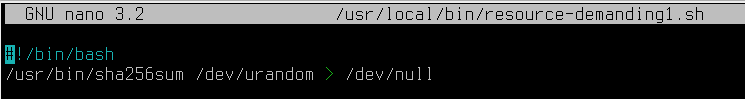 GNU nano 3.2 /usr/local/bin/resource-demanding1.sh
#!/bin/bash
/usr/bin/sha256sum /dev/urandom > /dev/null